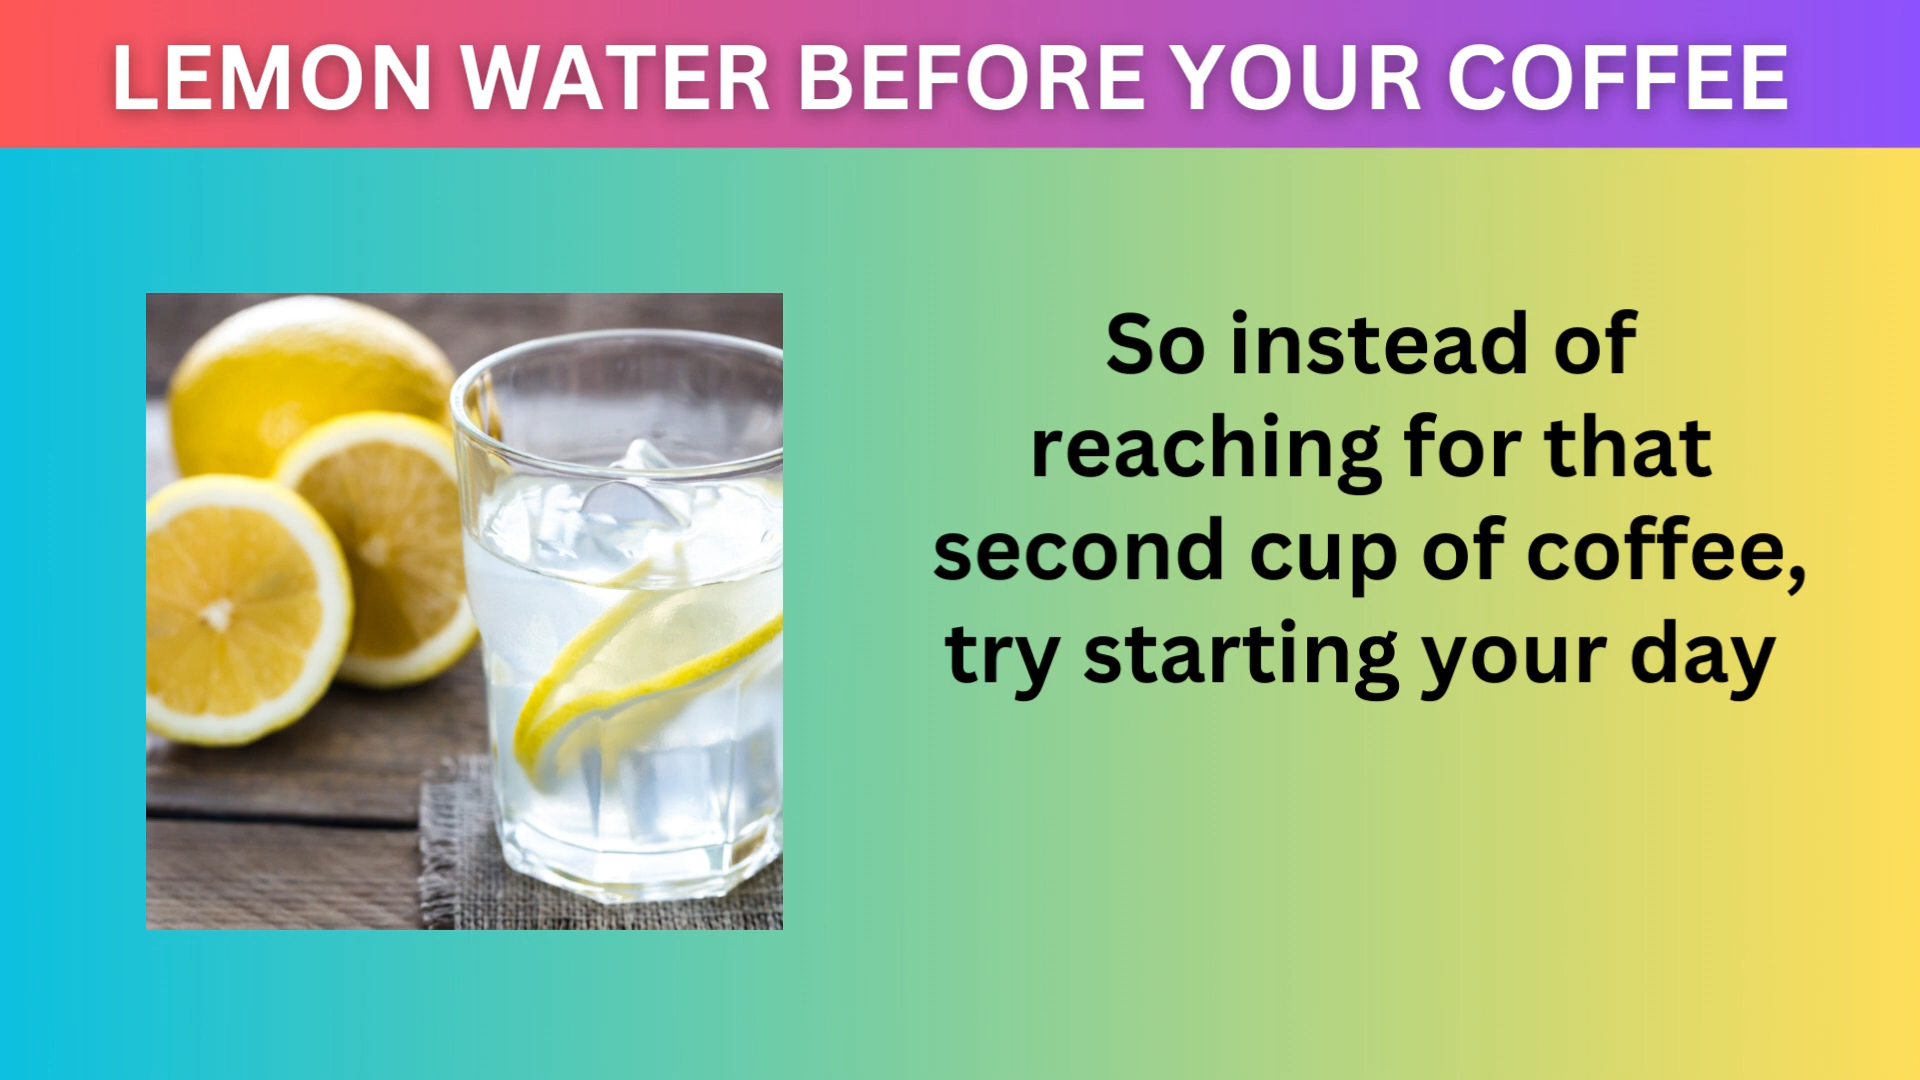 LEMON WATER BEFORE YOUR COFFEE
So instead of
reaching for that
second cup of coffee,
try starting your day